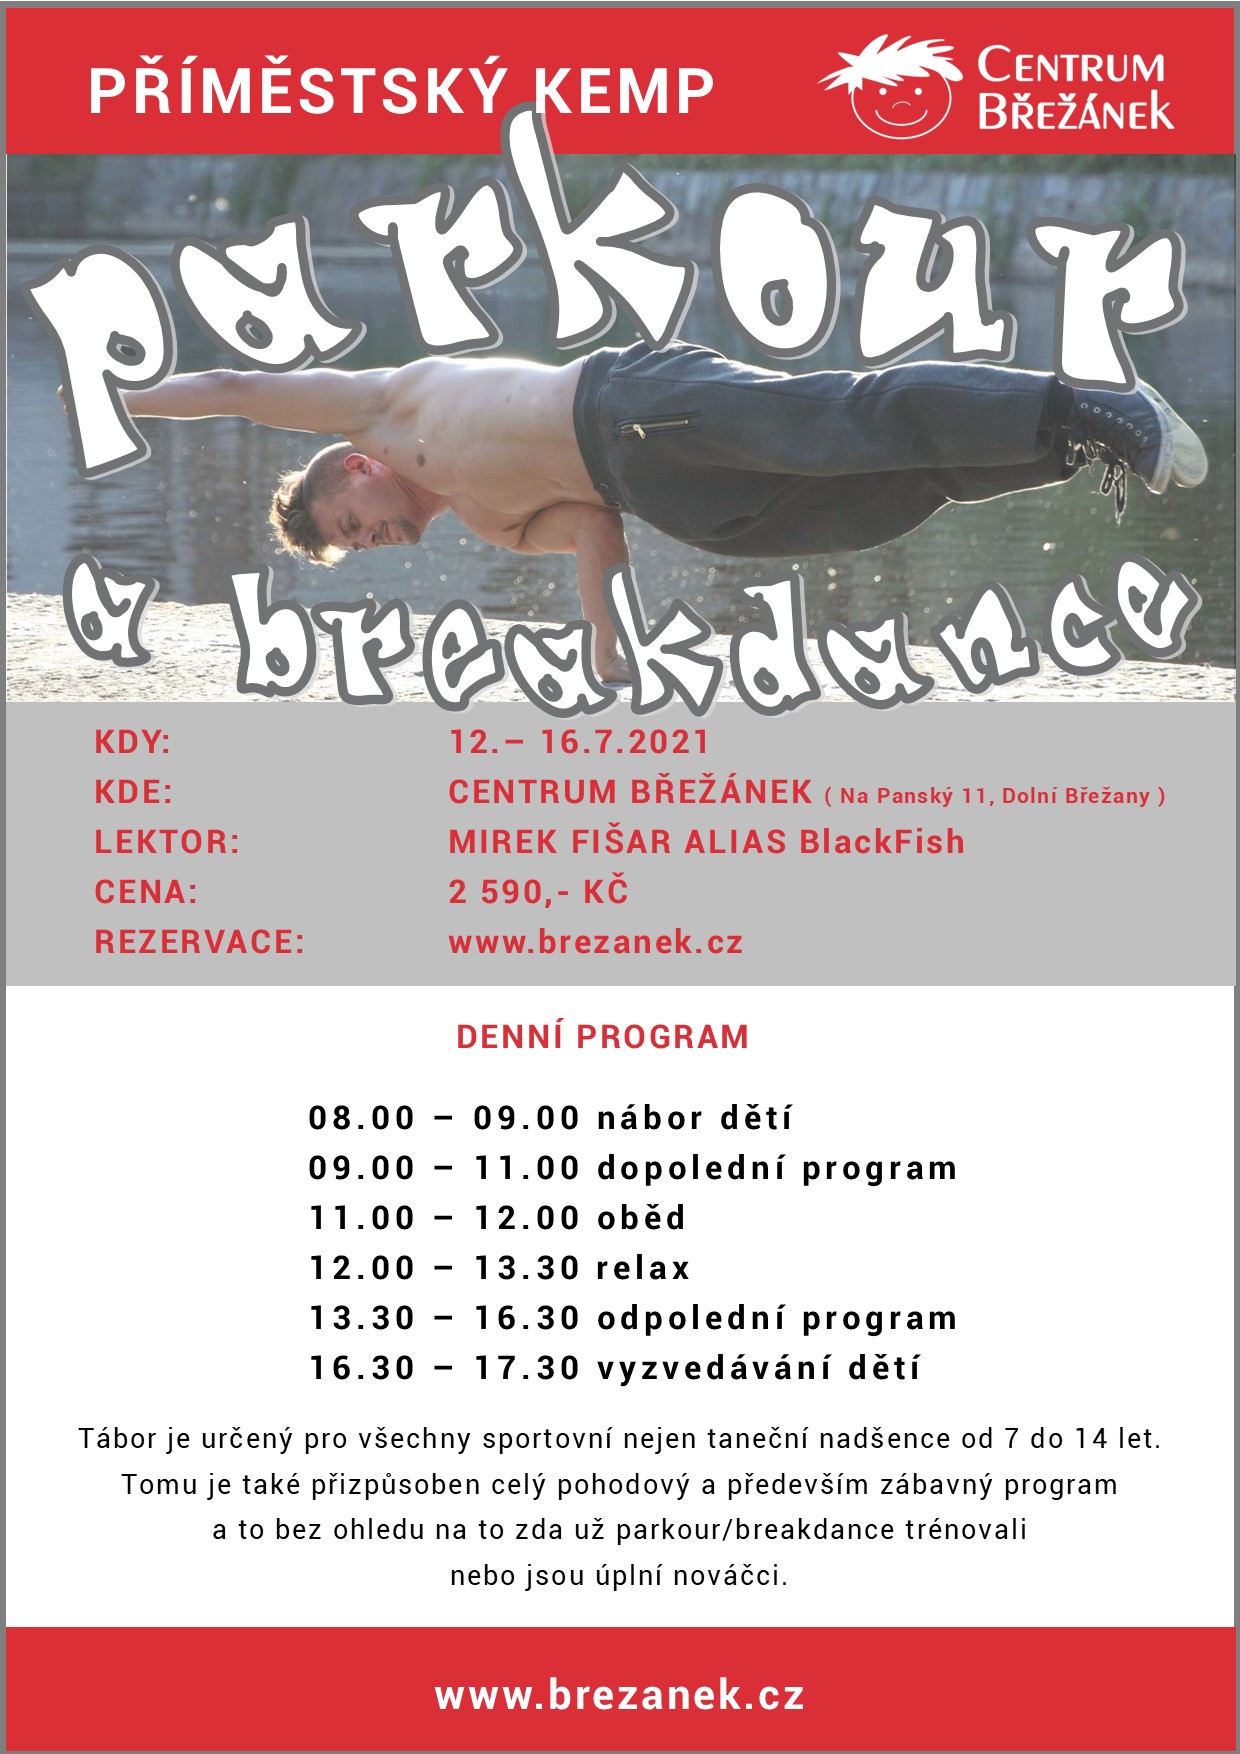 PŘÍMĚSTSKÝ KEMP
CENTRUM
BŘEŽÁNEK
parkour
a breakdance
KDY: 12.– 16.7.2021
KDE: CENTRUM BŘEŽÁNEK ( Na Panský 11, Dolní Břežany )
LEKTOR: MIREK FIŠAR ALIAS BlackFish
CENA: 2 590,- KČ
REZERVACE: www.brezanek.cz
DENNÍ PROGRAM
08.00 – 09.00 nábor dětí
09.00 – 11.00 dopolední program
11.00 – 12.00 oběd
12.00 – 13.30 relax
13.30 – 16.30 odpolední program
16.30 – 17.30 vyzvedávání dětí
Tábor je určený pro všechny sportovní nejen taneční nadšence od 7 do 14 let.
Tomu je také přizpůsoben celý pohodový a především zábavný program
a to bez ohledu na to zda už parkour/breakdance trénovali
nebo jsou úplní nováčci.
www.brezanek.cz